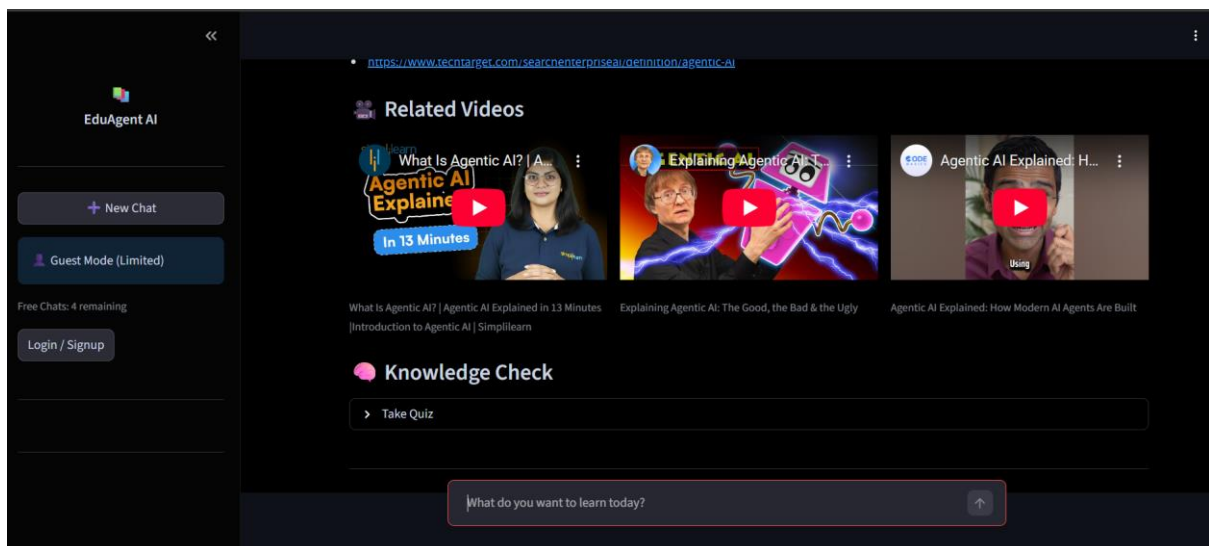 EduAgent AI
+ New Chat
Guest Mode (Limited)
Free Chats: 4 remaining
Login / Signup
https://www.techtarget.com/searchenterpriseai/definition/agentic-AI
Related Videos
What Is Agentic AI? | A...
Agentic AI
Explaine
In 13 Minutes
Explaining Agentic AI: T...
AGENTIC AI
CODE
Agentic AI Explained: H...
Using
What Is Agentic AI? | Agentic AI Explained in 13 Minutes
|Introduction to Agentic AI | Simplilearn
Explaining Agentic AI: The Good, the Bad & the Ugly
Agentic AI Explained: How Modern AI Agents Are Built
Knowledge Check
Take Quiz
What do you want to learn today?